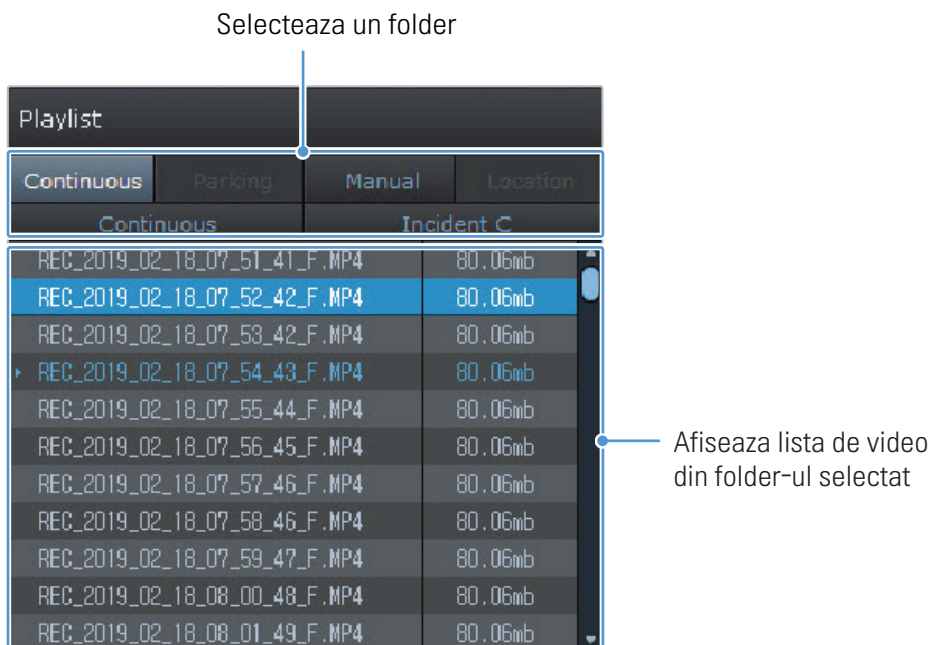 Selecteaza un folder
Playlist
Continuous Parking Manual Location
Continuous Incident C
REC_2019_02_18_07_51_41_F.MP4 80.06mb
REC_2019_02_18_07_52_42_F.MP4 80.06mb
REC_2019_02_18_07_53_42_F.MP4 80.06mb
REC_2019_02_18_07_54_43_F.MP4 80.06mb
REC_2019_02_18_07_55_44_F.MP4 80.06mb
REC_2019_02_18_07_56_45_F.MP4 80.06mb
REC_2019_02_18_07_57_46_F.MP4 80.06mb
REC_2019_02_18_07_58_46_F.MP4 80.06mb
REC_2019_02_18_07_59_47_F.MP4 80.06mb
REC_2019_02_18_08_00_48_F.MP4 80.06mb
REC_2019_02_18_08_01_49_F.MP4 80.06mb
Afiseaza lista de video
din folder-ul selectat